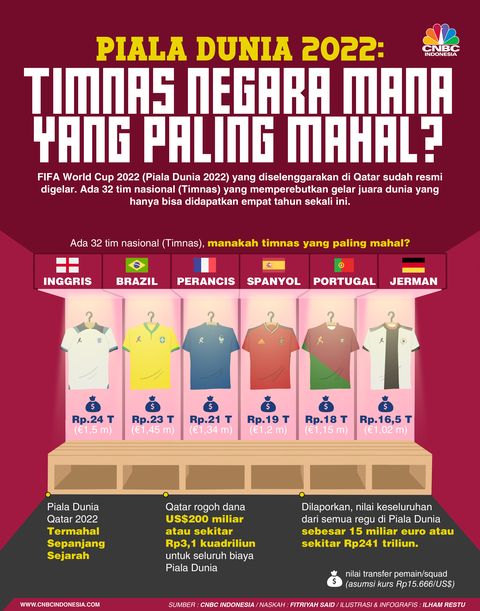 PIALA DUNIA 2022:
CNBC
INDONESIA
TIMNAS NEGARA MANA
YANG PALING MAHAL?
FIFA World Cup 2022 (Piala Dunia 2022) yang diselenggarakan di Qatar sudah resmi
digelar. Ada 32 tim nasional (Timnas) yang memperebutkan gelar juara dunia yang
hanya bisa didapatkan empat tahun sekali ini.
Ada 32 tim nasional (Timnas), manakah timnas yang paling mahal?
INGGRIS BRAZIL PERANCIS SPANYOL PORTUGAL JERMAN
Rp.24 T Rp.23 T Rp.21 T Rp.19 T Rp.18 T Rp.16,5 T
(€1,5 m) (€1,45 m) (€1,34 m) (€1,2 m) (€1,15 m) (€1,02 m)
Piala Dunia
Qatar 2022
Termahal
Sepanjang
Sejarah
Qatar rogoh dana
US$200 miliar
atau sekitar
Rp3,1 kuadriliun
untuk seluruh biaya
Piala Dunia
Dilaporkan, nilai keseluruhan
dari semua regu di Piala Dunia
sebesar 15 miliar euro atau
sekitar Rp241 triliun.
nilai transfer pemain/squad
(asumsi kurs Rp15.666/US$)
WWW.CNBCINDONESIA.COM
SUMBER : CNBC INDONESIA / NASKAH : FITRIYAH SAID / ILUSTRASI & INFOGRAFIS : ILHAM RESTU